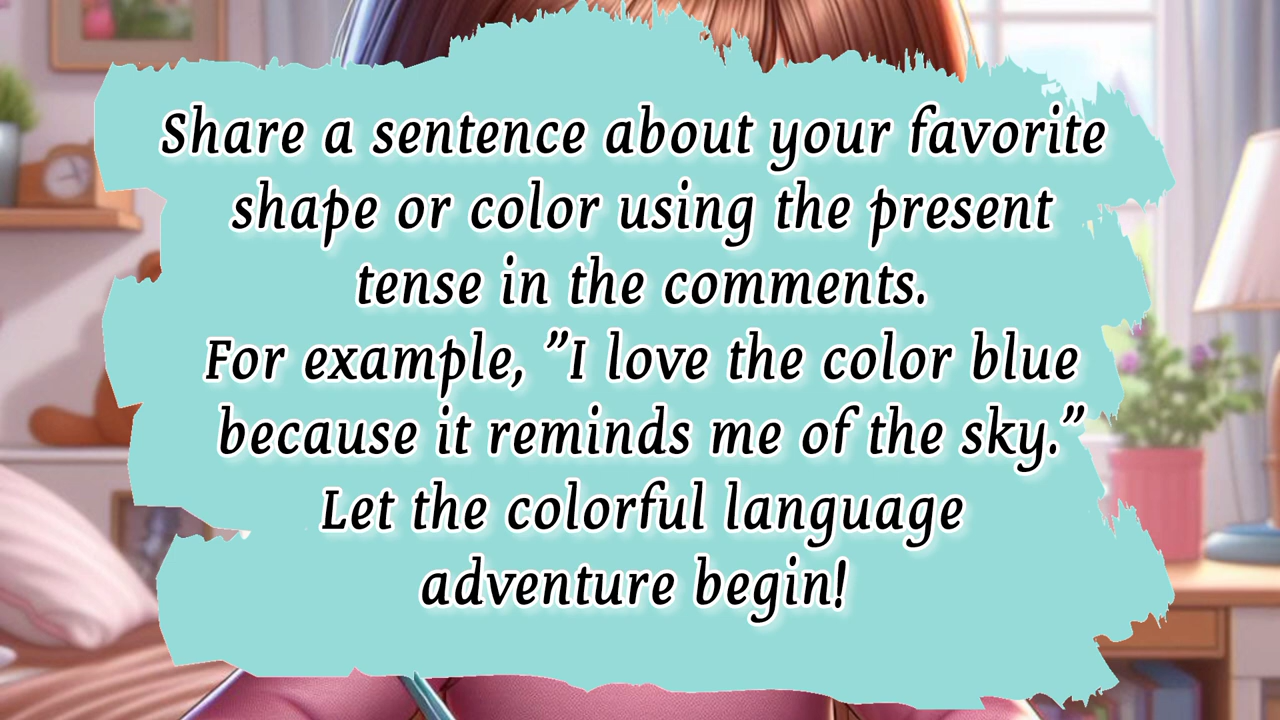 Share a sentence about your favorite
shape or color using the present
tense in the comments.
For example, ”I love the color blue
because it reminds me of the sky.”
Let the colorful language
adventure begin!